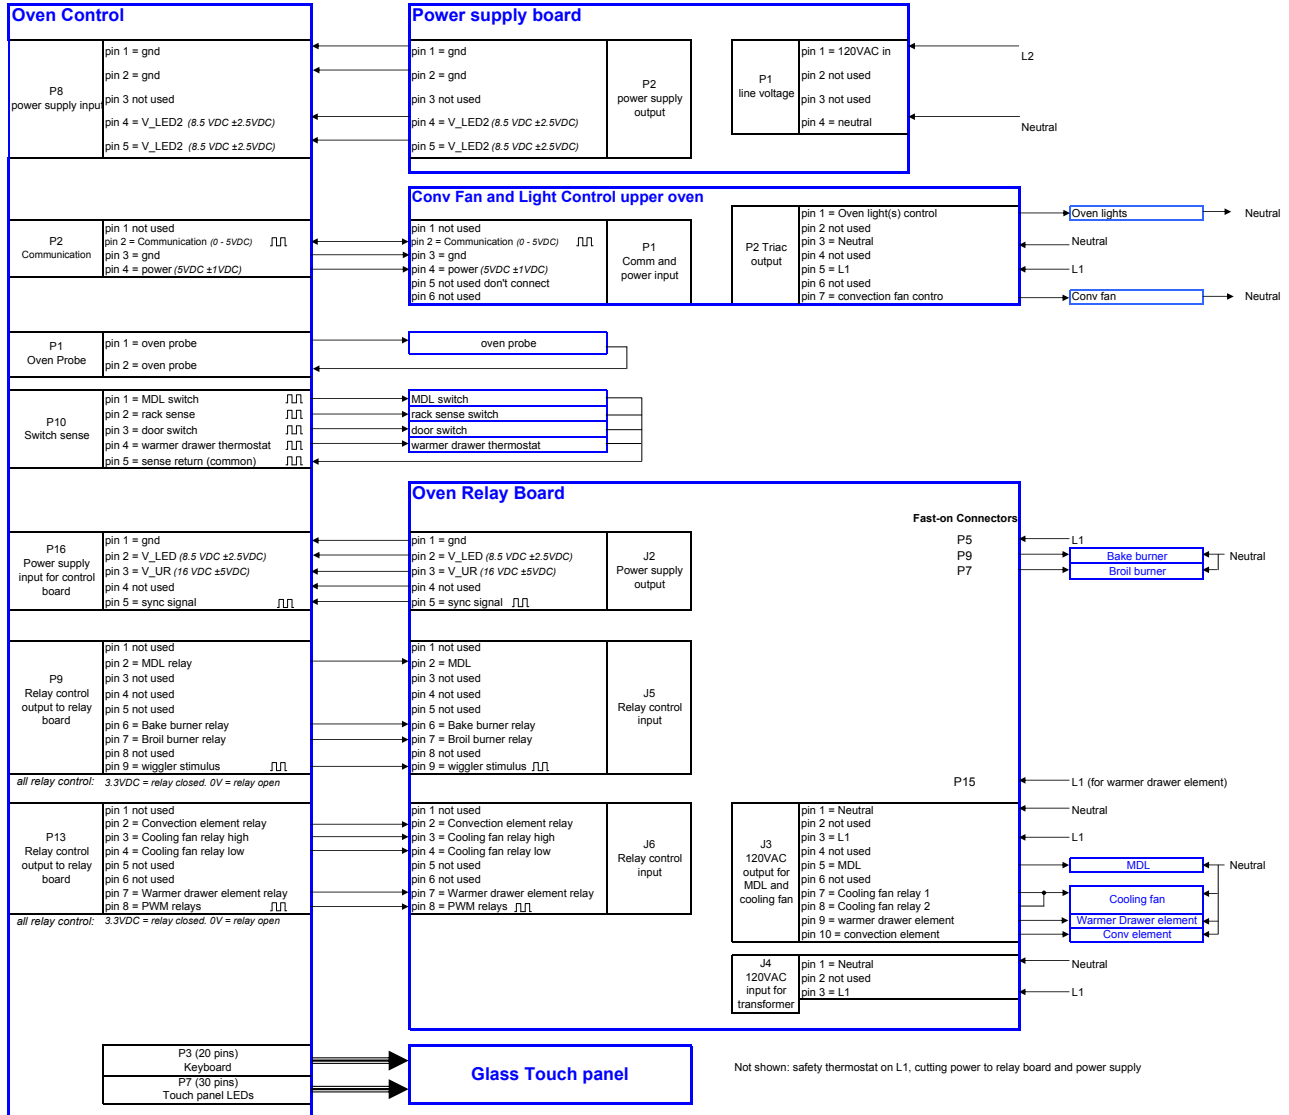 Oven Control
P8
power supply input
pin 1 = gnd
pin 2 = gnd
pin 3 not used
pin 4 = V_LED2 (8.5 VDC ±2.5VDC)
pin 5 = V_LED2 (8.5 VDC ±2.5VDC)
Power supply board
pin 1 = gnd
pin 2 = gnd
pin 3 not used
pin 4 = V_LED2 (8.5 VDC ±2.5VDC)
pin 5 = V_LED2 (8.5 VDC ±2.5VDC)
P2
power supply
output
P1
line voltage
pin 1 = 120VAC in
pin 2 not used
pin 3 not used
pin 4 = neutral
L2
Neutral
P2
Communication
pin 1 not used
pin 2 = Communication (0 - 5VDC)
pin 3 = gnd
pin 4 = power (5VDC ±1VDC)
Conv Fan and Light Control upper oven
pin 1 not used
pin 2 = Communication (0 - 5VDC)
pin 3 = gnd
pin 4 = power (5VDC ±1VDC)
pin 5 not used don't connect
pin 6 not used
P1
Comm and
power input
P2 Triac
output
pin 1 = Oven light(s) control
pin 2 not used
pin 3 = Neutral
pin 4 not used
pin 5 = L1
pin 6 not used
pin 7 = convection fan contro
Oven lights
Neutral
Neutral
L1
Conv fan
Neutral
P1
Oven Probe
pin 1 = oven probe
pin 2 = oven probe
oven probe
P10
Switch sense
pin 1 = MDL switch
pin 2 = rack sense
pin 3 = door switch
pin 4 = warmer drawer thermostat
pin 5 = sense return (common)
MDL switch
rack sense switch
door switch
warmer drawer thermostat
Oven Relay Board
P16
Power supply
input for control
board
pin 1 = gnd
pin 2 = V_LED (8.5 VDC ±2.5VDC)
pin 3 = V_UR (16 VDC ±5VDC)
pin 4 not used
pin 5 = sync signal
pin 1 = gnd
pin 2 = V_LED (8.5 VDC ±2.5VDC)
pin 3 = V_UR (16 VDC ±5VDC)
pin 4 not used
pin 5 = sync signal
J2
Power supply
output
Fast-on Connectors
P5
P9
P7
L1
Bake burner
Broil burner
Neutral
P9
Relay control
output to relay
board
pin 1 not used
pin 2 = MDL relay
pin 3 not used
pin 4 not used
pin 5 not used
pin 6 = Bake burner relay
pin 7 = Broil burner relay
pin 8 not used
pin 9 = wiggler stimulus
all relay control: 3.3VDC = relay closed. 0V = relay open
pin 1 not used
pin 2 = MDL
pin 3 not used
pin 4 not used
pin 5 not used
pin 6 = Bake burner relay
pin 7 = Broil burner relay
pin 8 not used
pin 9 = wiggler stimulus
J5
Relay control
input
P15
L1 (for warmer drawer element)
P13
Relay control
output to relay
board
pin 1 not used
pin 2 = Convection element relay
pin 3 = Cooling fan relay high
pin 4 = Cooling fan relay low
pin 5 not used
pin 6 not used
pin 7 = Warmer drawer element relay
pin 8 = PWM relays
all relay control: 3.3VDC = relay closed. 0V = relay open
pin 1 not used
pin 2 = Convection element relay
pin 3 = Cooling fan relay high
pin 4 = Cooling fan relay low
pin 5 not used
pin 6 not used
pin 7 = Warmer drawer element relay
pin 8 = PWM relays
J6
Relay control
input
J3
120VAC
output for
MDL and
cooling fan
pin 1 = Neutral
pin 2 not used
pin 3 = L1
pin 4 not used
pin 5 = MDL
pin 6 not used
pin 7 = Cooling fan relay 1
pin 8 = Cooling fan relay 2
pin 9 = warmer drawer element
pin 10 = convection element
Neutral
L1
MDL
Neutral
Cooling fan
Warmer Drawer element
Conv element
J4
120VAC
input for
transformer
pin 1 = Neutral
pin 2 not used
pin 3 = L1
Neutral
L1
P3 (20 pins)
Keyboard
P7 (30 pins)
Touch panel LEDs
Glass Touch panel
Not shown: safety thermostat on L1, cutting power to relay board and power supply